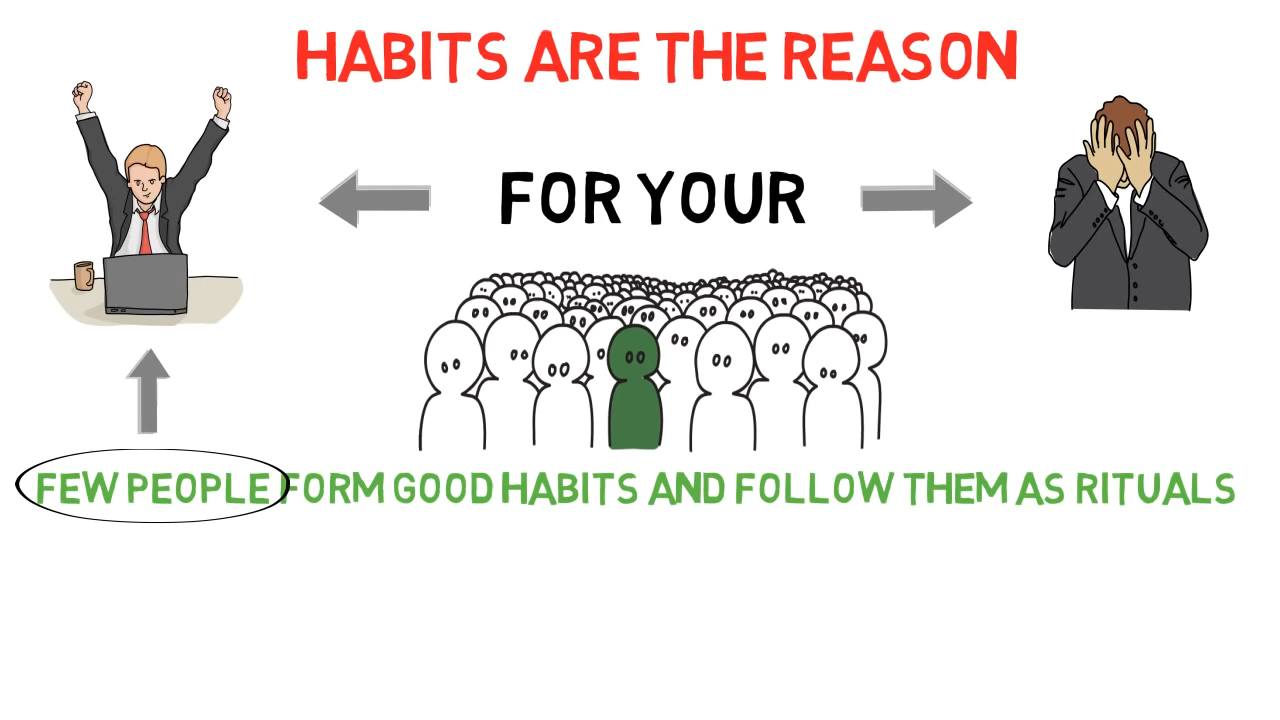 HABITS ARE THE REASON
FOR YOUR
FEW PEOPLE FORM GOOD HABITS AND FOLLOW THEM AS RITUALS